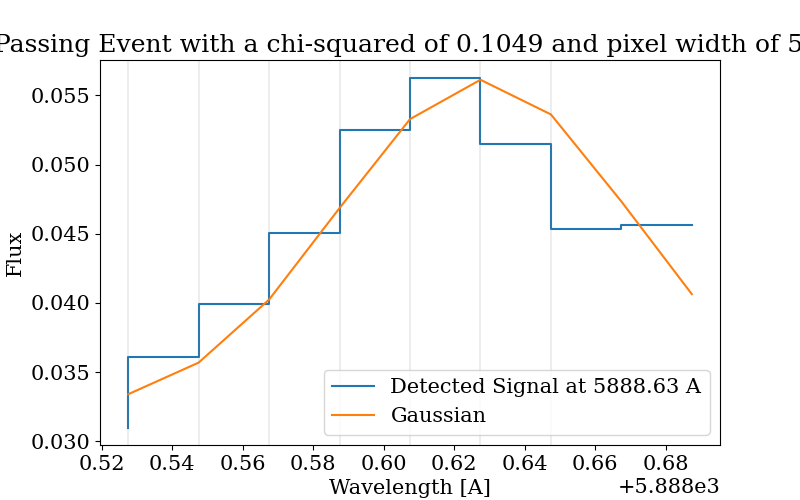 Passing Event with a chi-squared of 0.1049 and pixel width of 5
0.055
0.050
0.045
0.040
0.035
0.030
Flux
Detected Signal at 5888.63 A
Gaussian
0.52 0.54 0.56 0.58 0.60 0.62 0.64 0.66 0.68
Wavelength [A]
+5.888e3